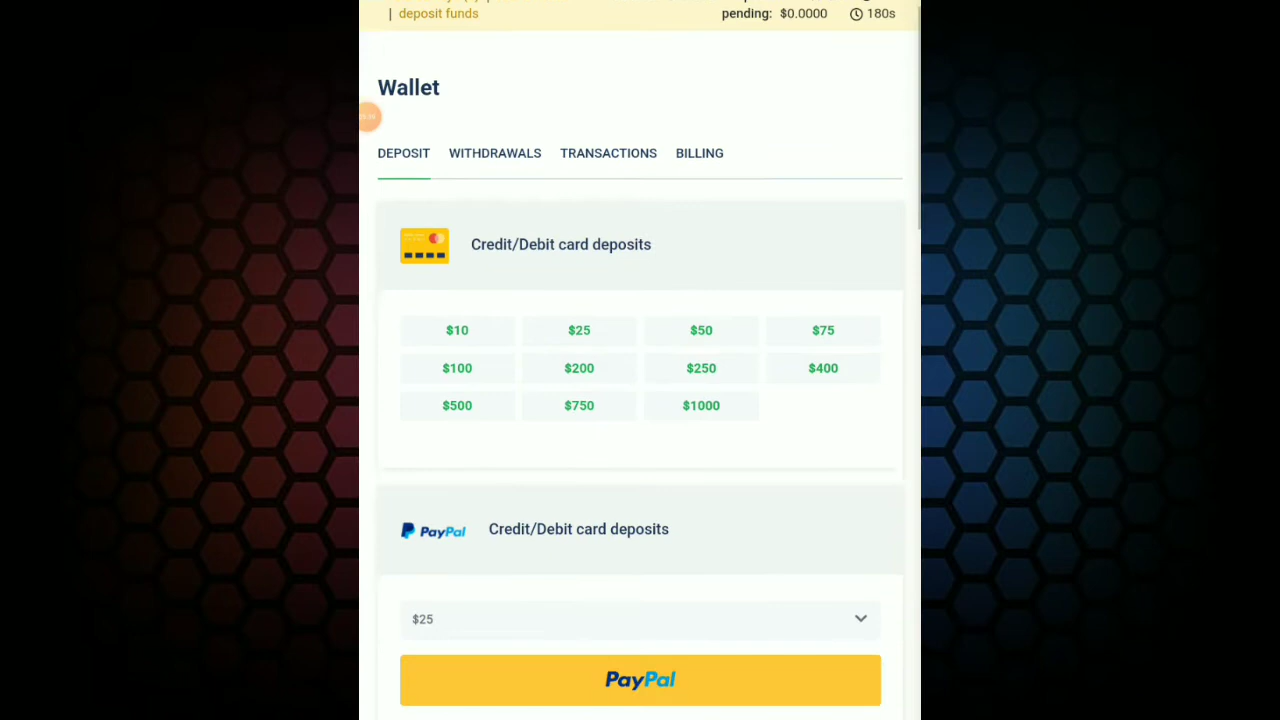 | deposit funds
pending: $0.0000 180s
Wallet
DEPOSIT WITHDRAWALS TRANSACTIONS BILLING
Credit/Debit card deposits
$10 $25 $50 $75
$100 $200 $250 $400
$500 $750 $1000
PayPal Credit/Debit card deposits
$25
PayPal